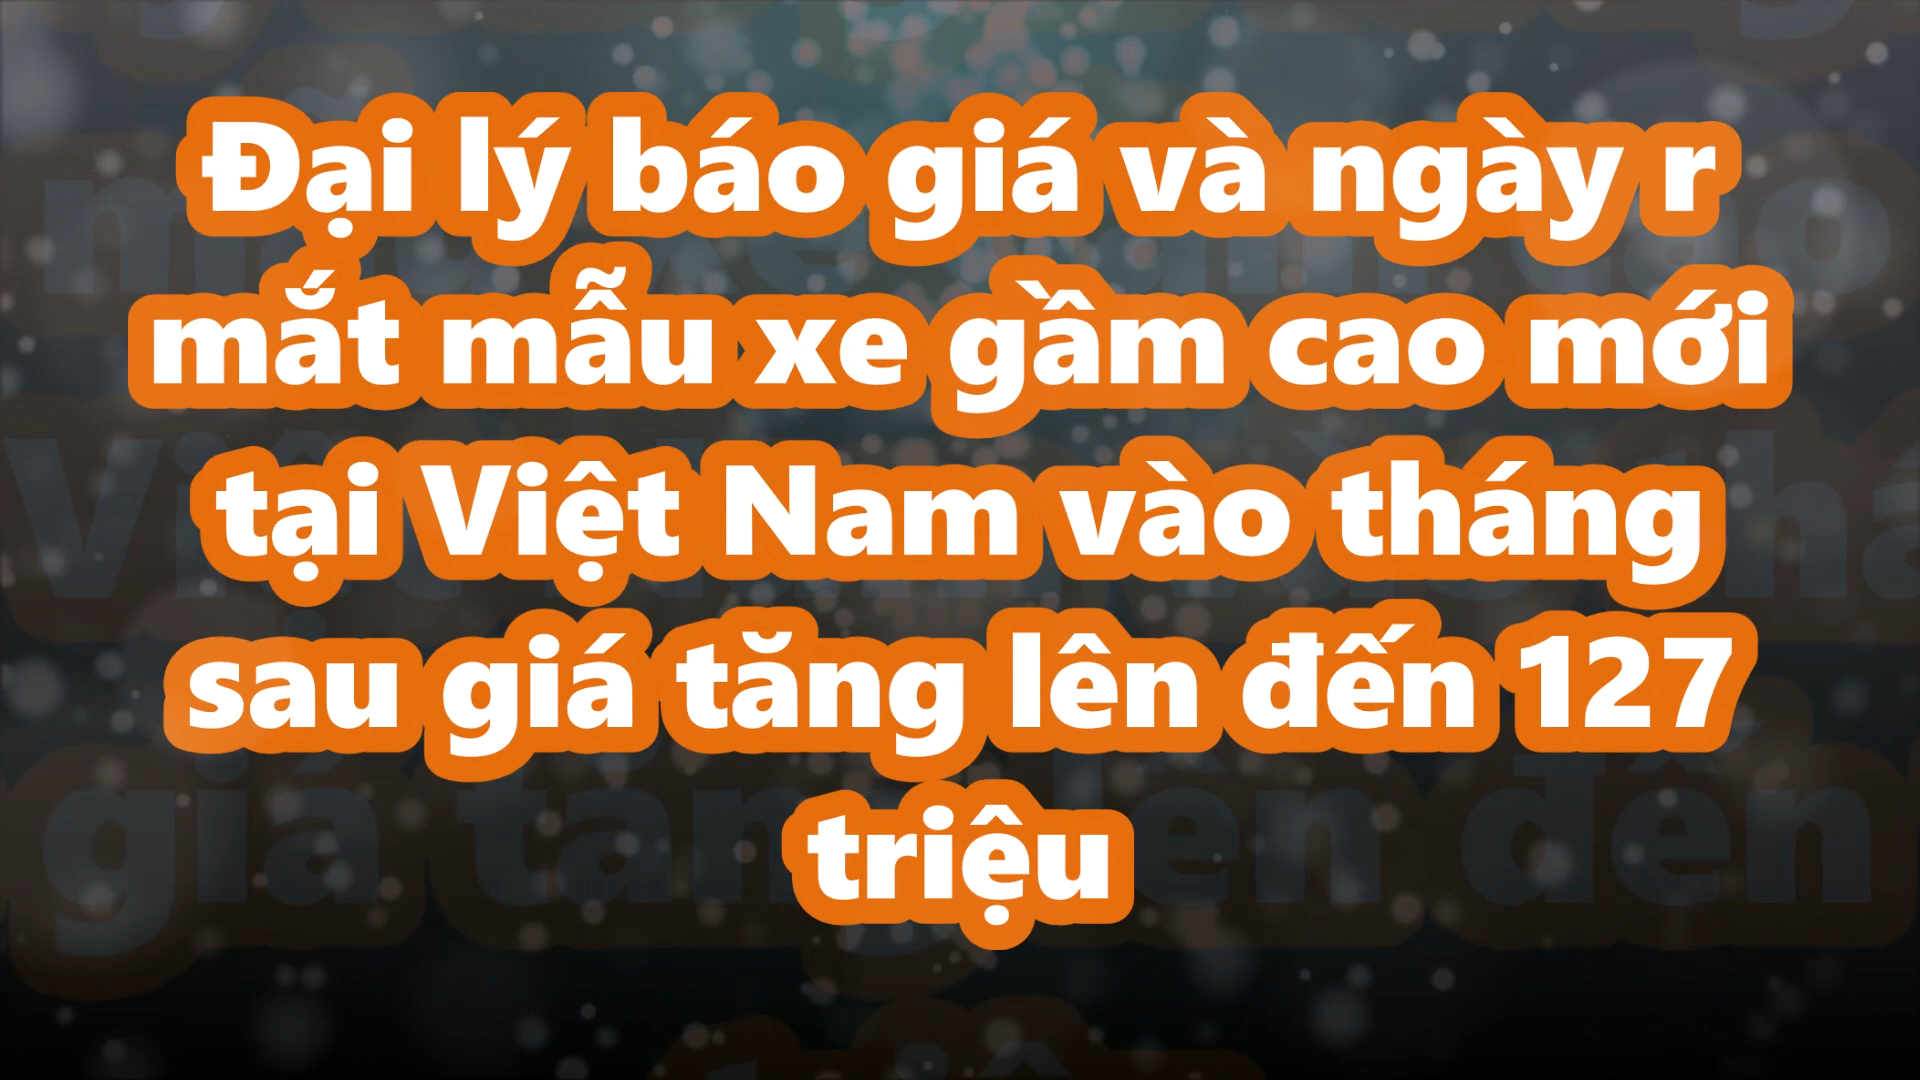 Đại lý báo giá và ngày r
mắt mẫu xe gầm cao mới
tại Việt Nam vào tháng
sau giá tăng lên đến 127
triệu